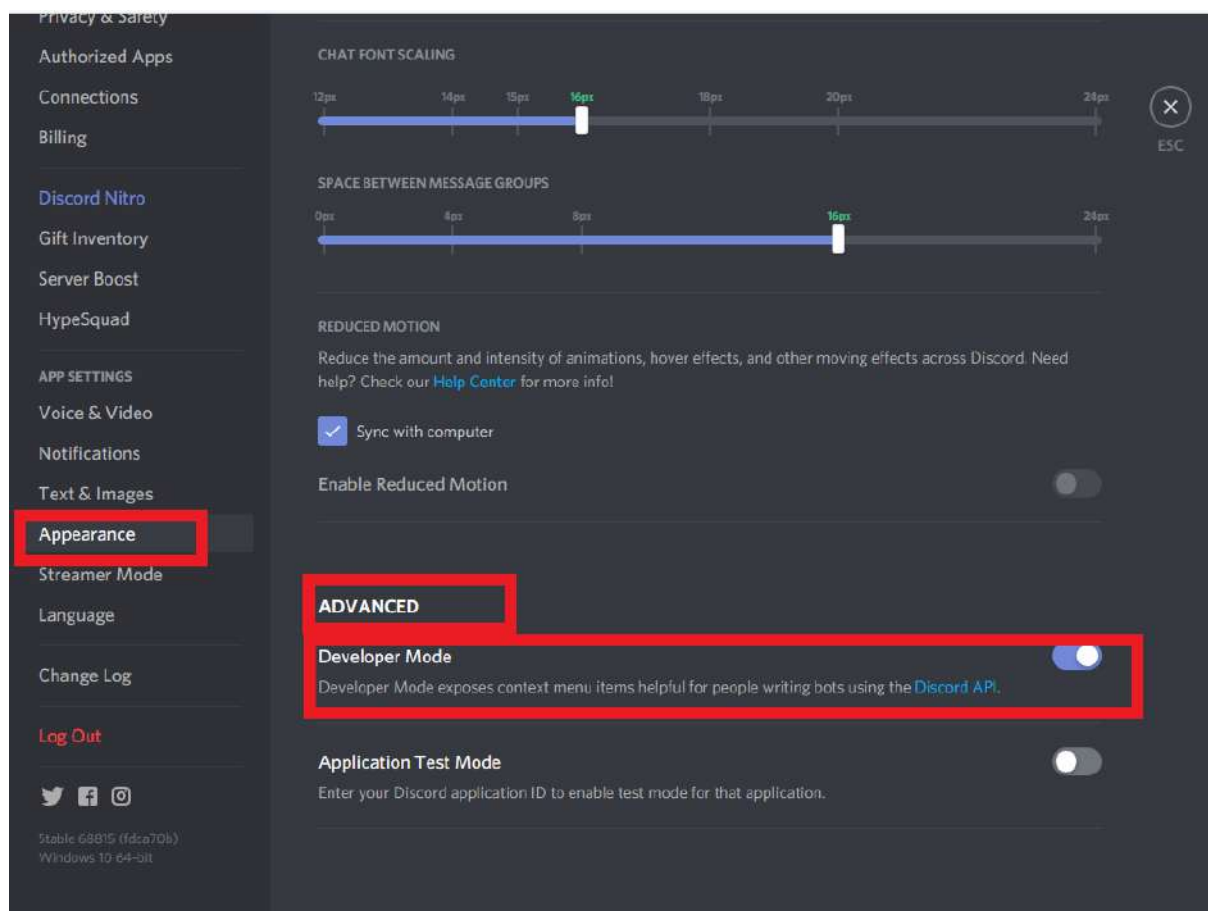 Privacy & Safety
Authorized Apps
Connections
Billing
Discord Nitro
Gift Inventory
Server Boost
HypeSquad
APP SETTINGS
Voice & Video
Notifications
Text & Images
Appearance
Streamer Mode
Language
Change Log
Log Out
Stable 68815 (fdca70b)
Windows 10 64-bit
CHAT FONT SCALING
12px 14px 15px 16px 18px 20px 24px
SPACE BETWEEN MESSAGE GROUPS
0px 4px 8px 16px 24px
REDUCED MOTION
Reduce the amount and intensity of animations, hover effects, and other moving effects across Discord. Need
help? Check our Help Center for more info!
Sync with computer
Enable Reduced Motion
ADVANCED
Developer Mode
Developer Mode exposes context menu items helpful for people writing bots using the Discord API.
Application Test Mode
Enter your Discord application ID to enable test mode for that application.
ESC